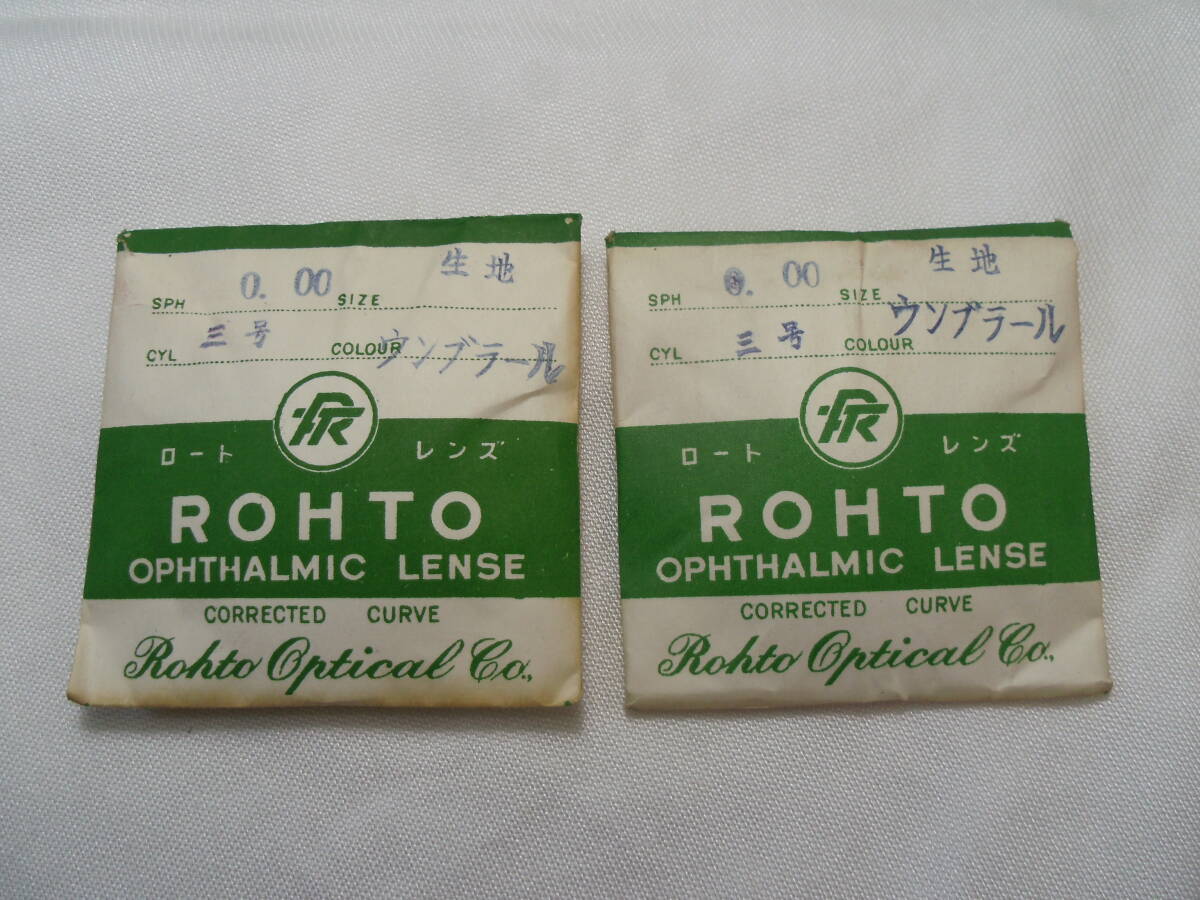 SPH 0.00 SIZE 生地
CYL 三号 COLOUR ウンブラール
ロート レンズ
ROHTO
OPHTHALMIC LENSE
CORRECTED CURVE
Rohto Optical Co.,
SPH 0.00 SIZE 生地
CYL 三号 COLOUR ウンブラール
ロート レンズ
ROHTO
OPHTHALMIC LENSE
CORRECTED CURVE
Rohto Optical Co.,